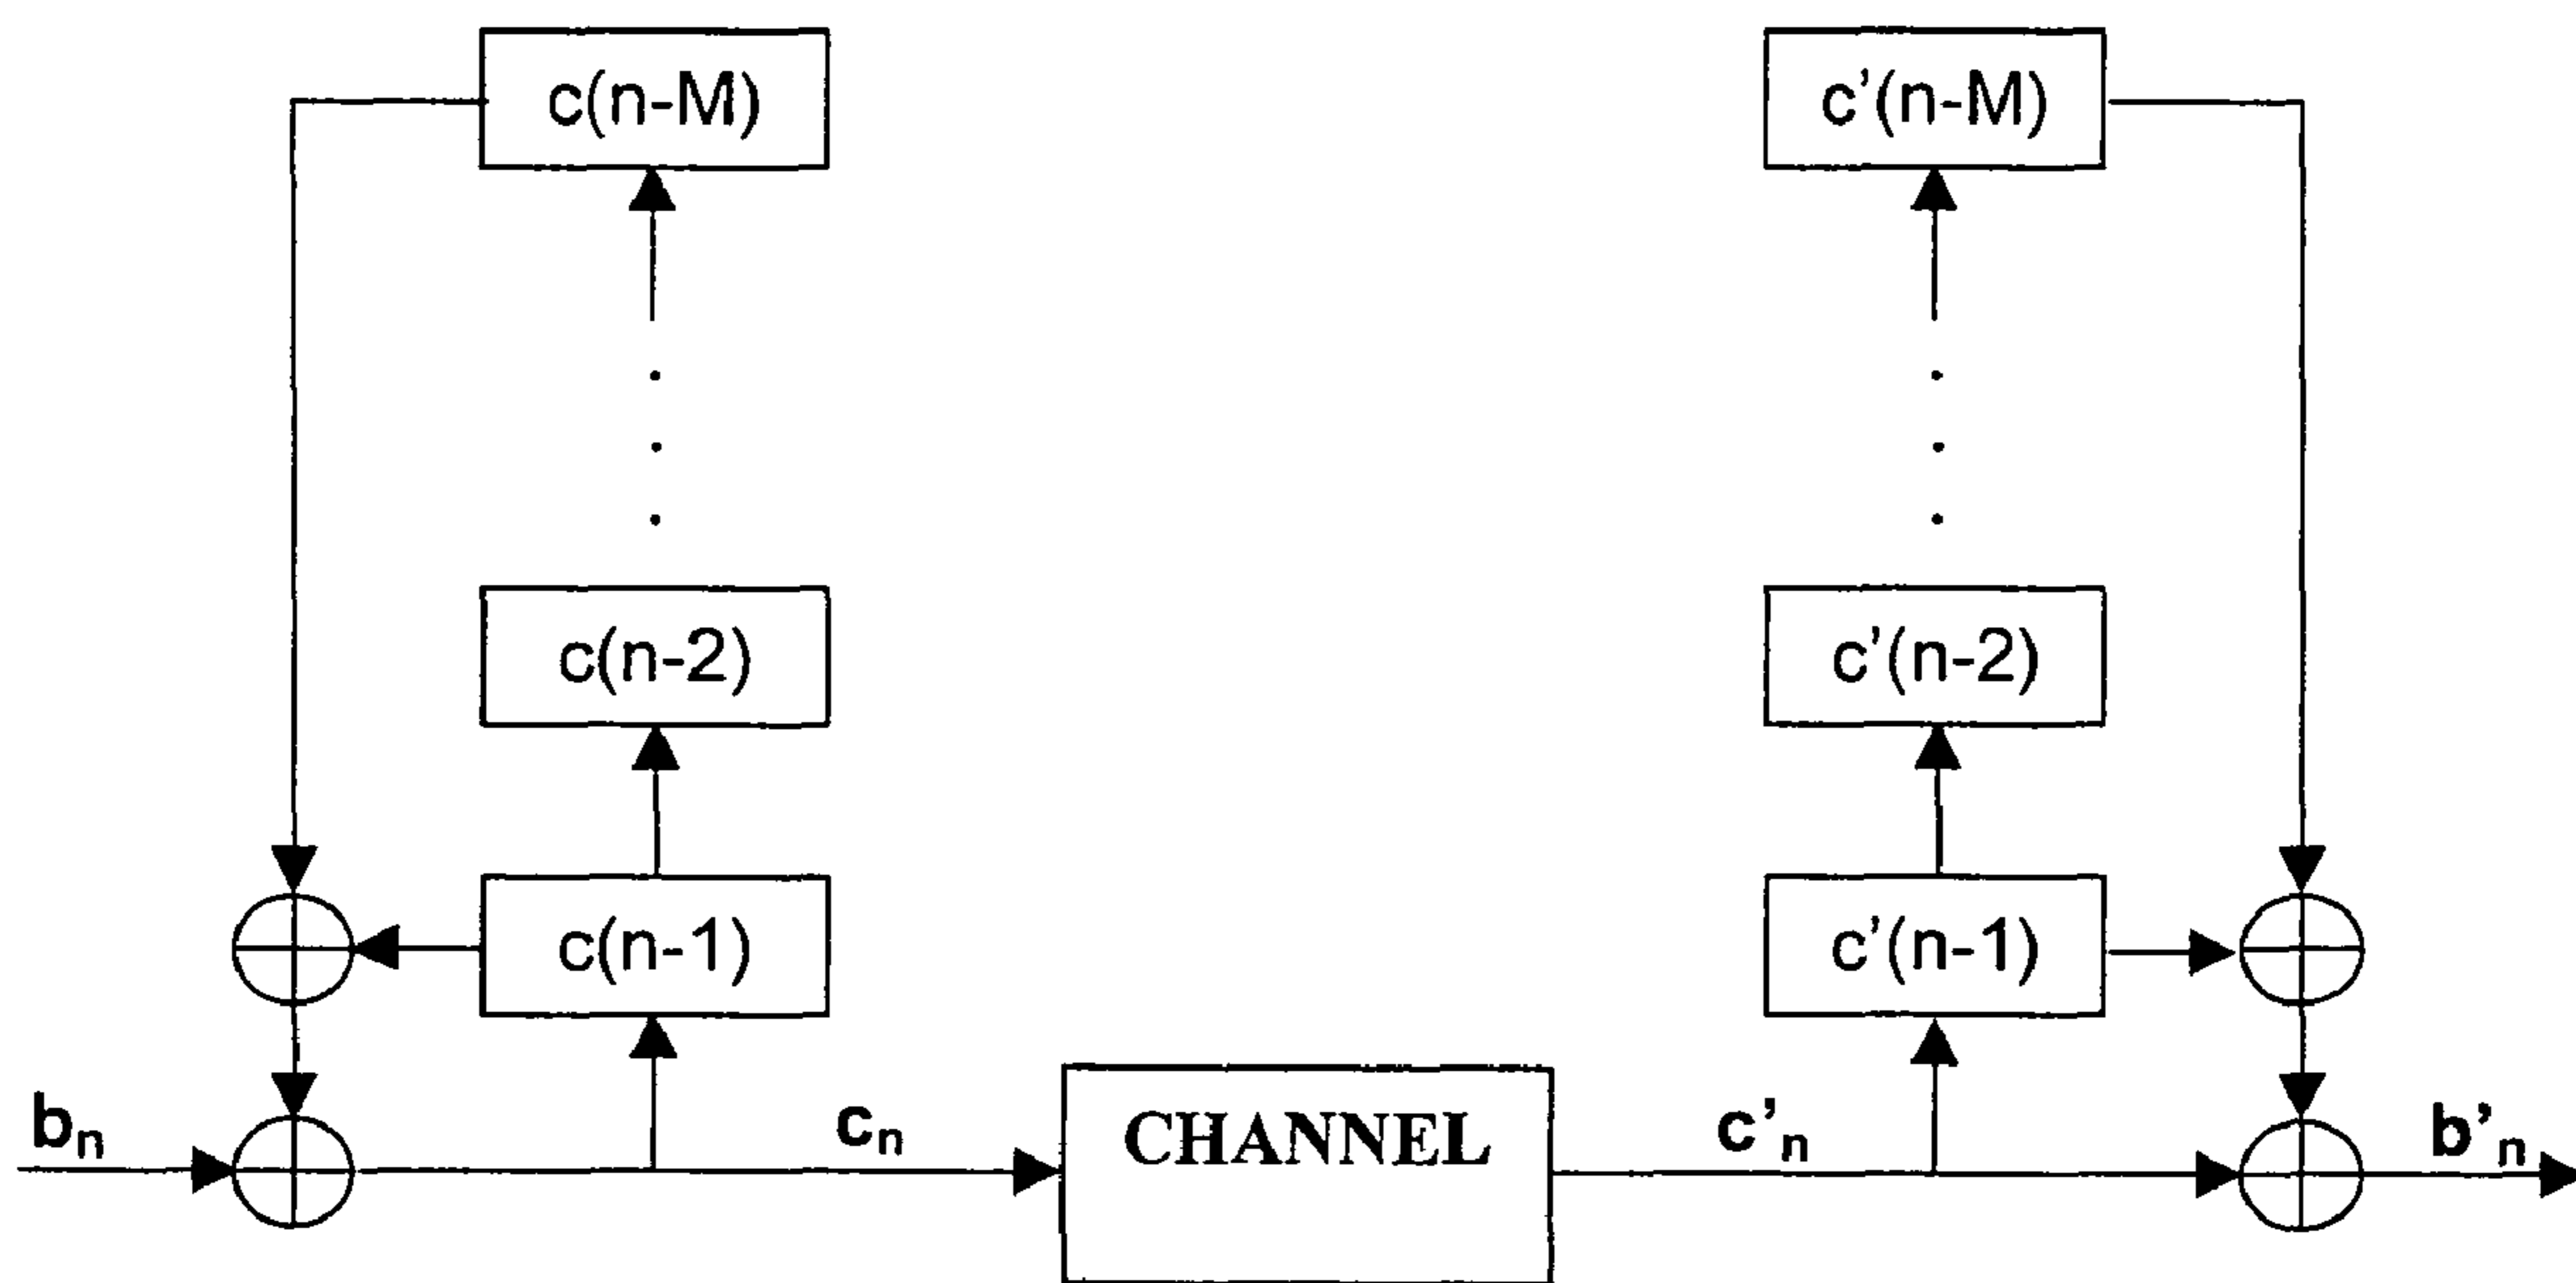 c(n-M)
c'(n-M)
c(n-2)
c'(n-2)
c(n-1)
c'(n-1)
bₙ
cₙ
CHANNEL
c'ₙ
b'ₙ